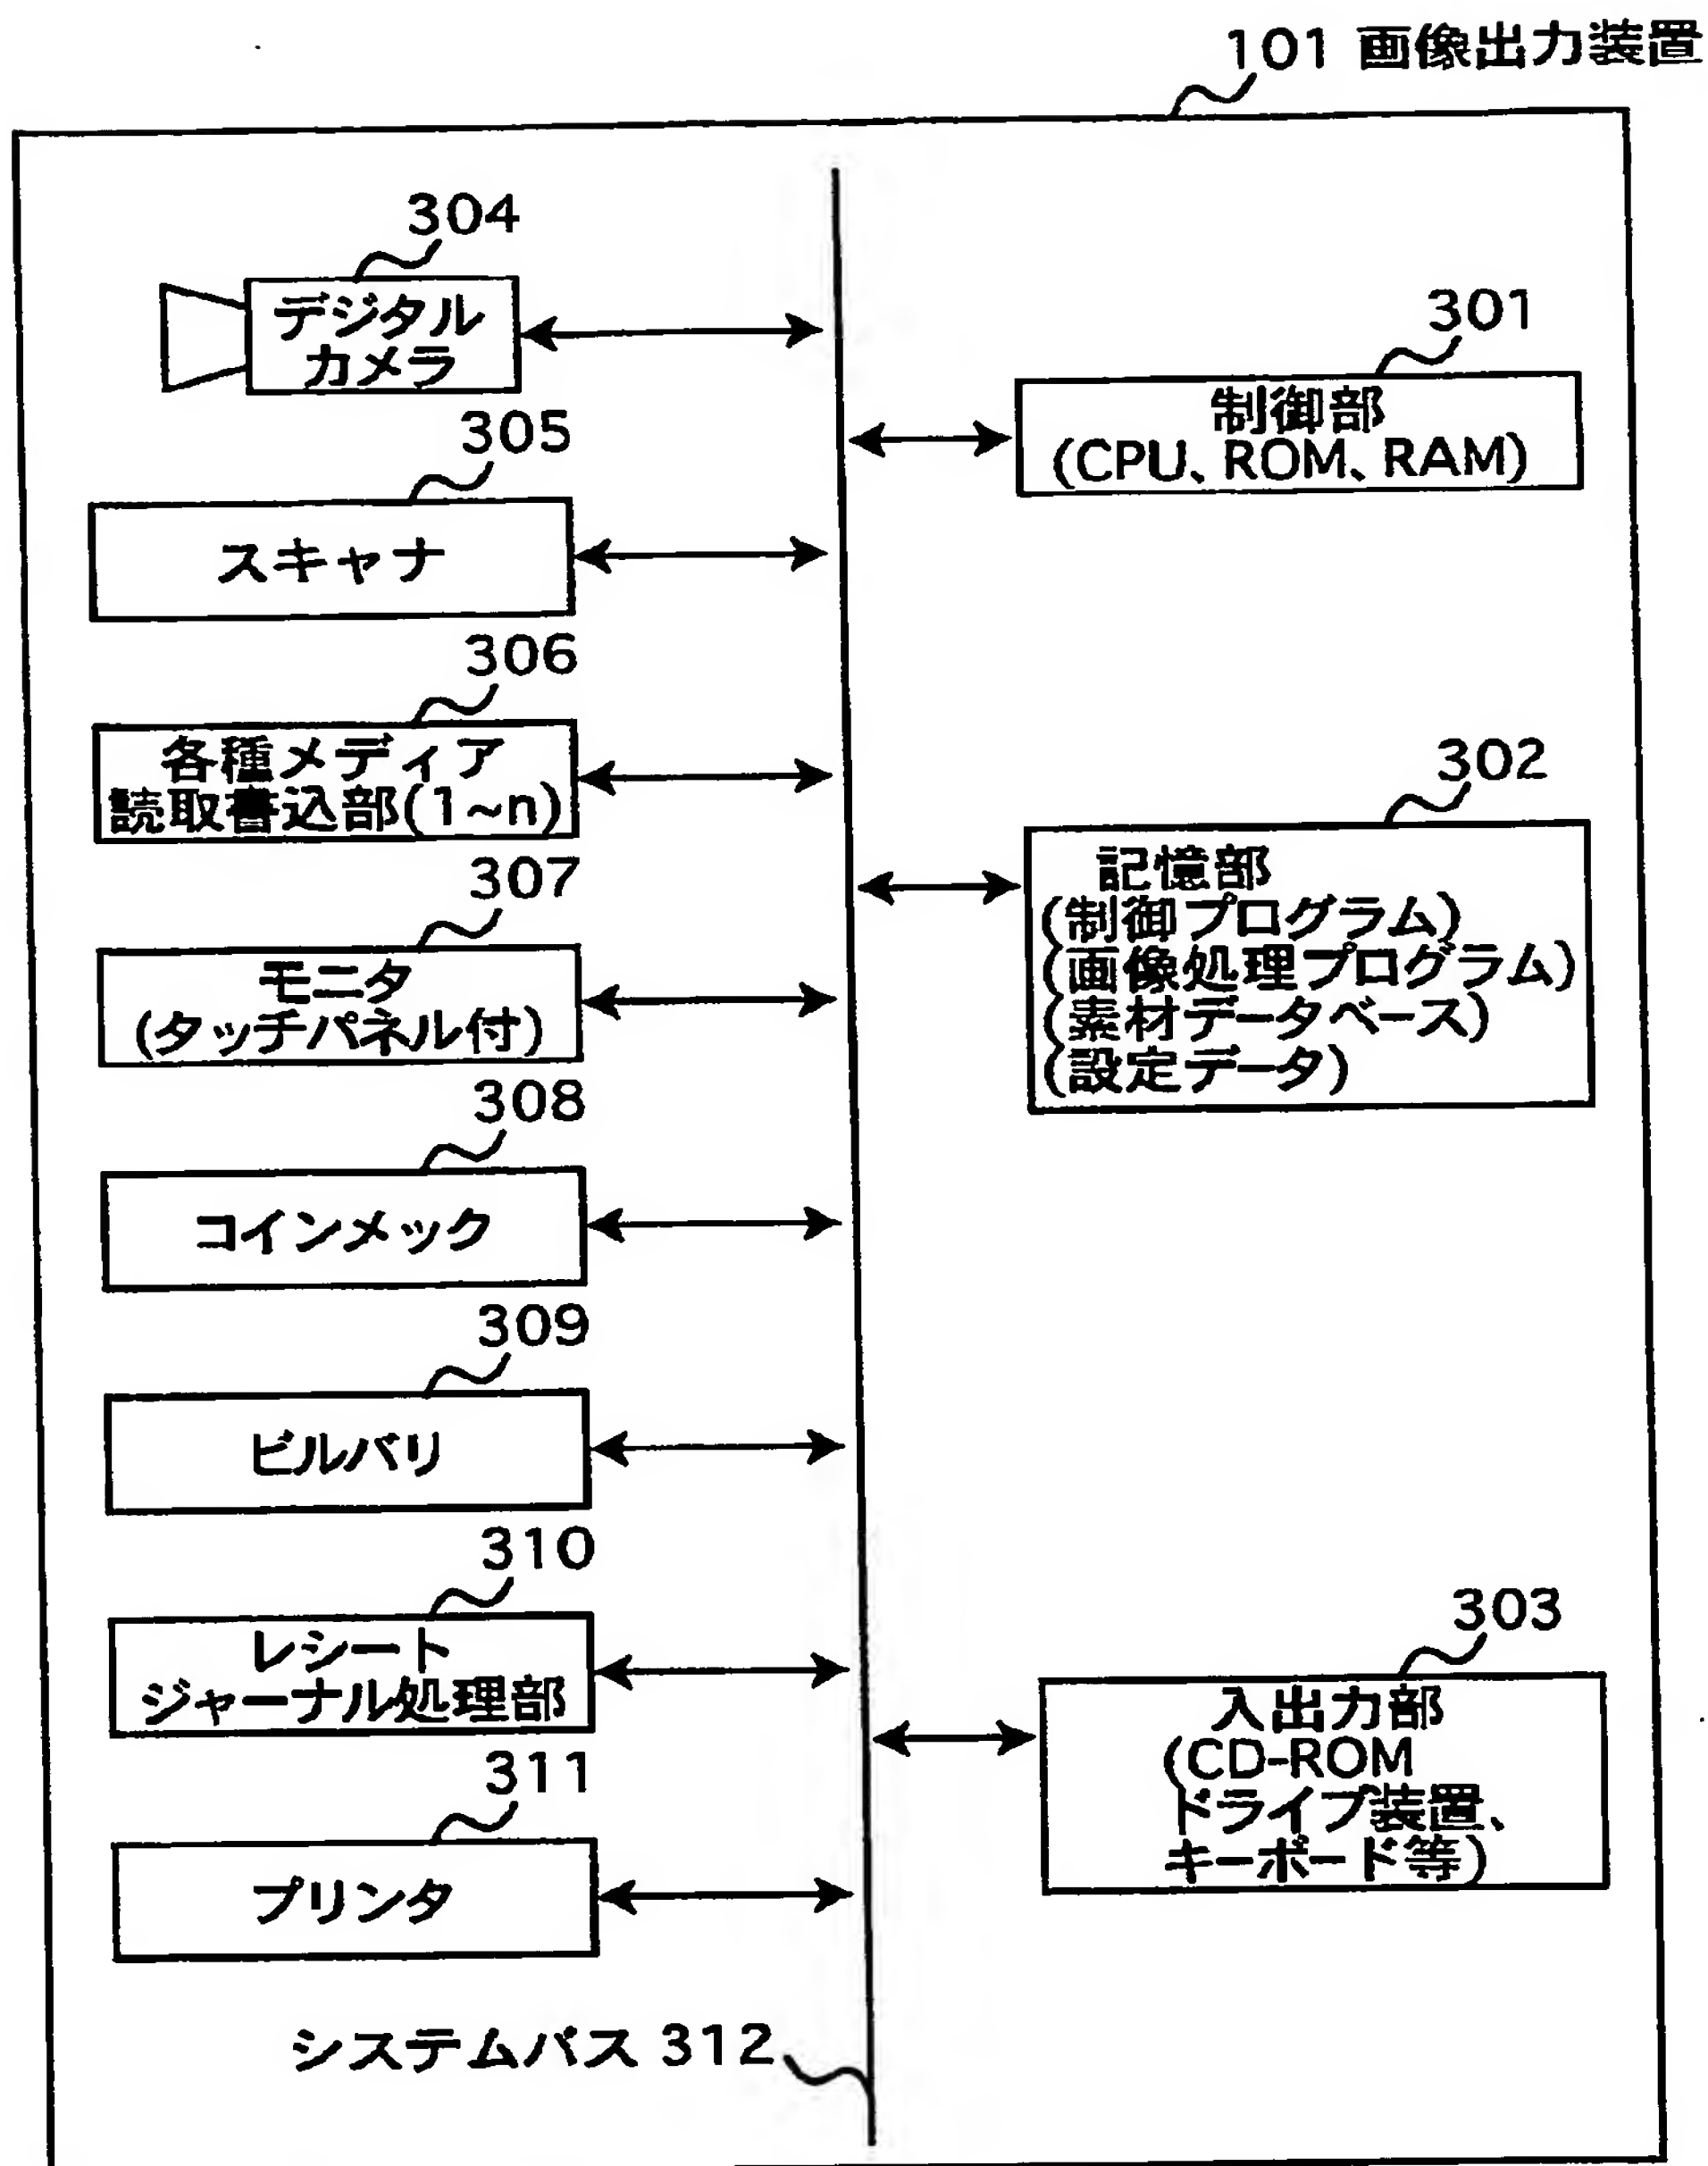 101 画像出力装置
304
デジタル
カメラ
305
スキャナ
306
各種メディア
読取書込部(1~n)
307
モニタ
(タッチパネル付)
308
コインメック
309
ビルバリ
310
レシート
ジャーナル処理部
311
プリンタ
システムバス 312
301
制御部
(CPU、ROM、RAM)
302
記憶部
(制御プログラム)
(画像処理プログラム)
(素材データベース)
(設定データ)
303
入出力部
(CD-ROM
ドライブ装置、
キーボード等)